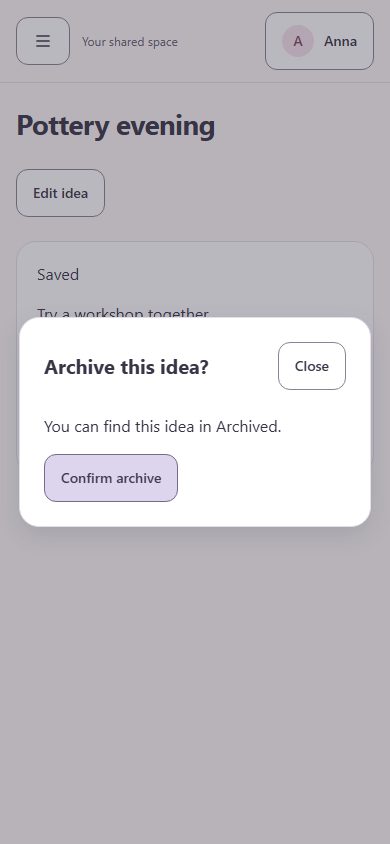 Your shared space
A
Anna
Pottery evening
Edit idea
Saved
Try a workshop together
Archive this idea?
Close
You can find this idea in Archived.
Confirm archive